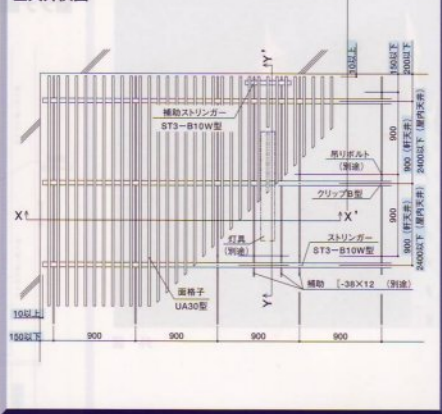 Y'
10以上
150以下
200以下
補助ストリンガー
ST3-B10W型
900
900 (軒天井)
2400以下 (屋内天井)
吊りボルト
(別途)
クリップB型
X
X'
灯具
(別途)
ストリンガー
ST3-B10W型
900
900 (軒天井)
2400以下 (屋内天井)
Y
補助 [-38×12 (別途)
面格子
UA30型
10以上
150以下
900
900
900
900